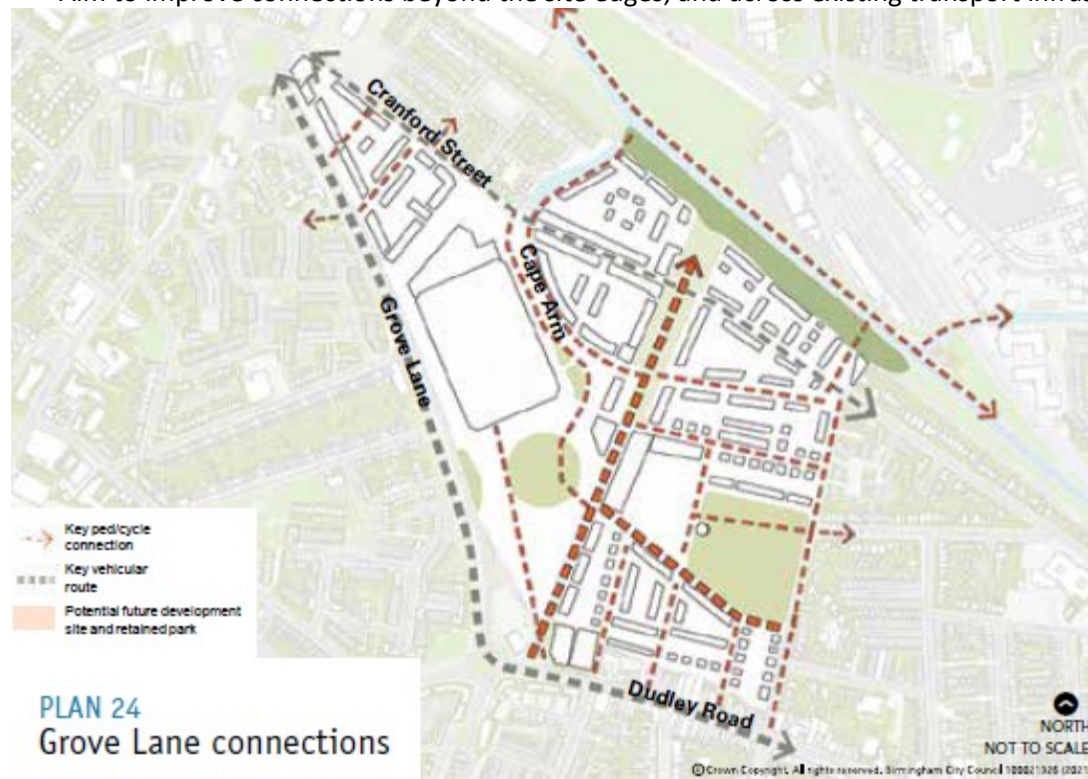 Aim to improve connections beyond the site edges, and across existing transport
Cranford Street
Cape Arm
Grove Lane
Key ped/cycle
connection
Key vehicular
route
Potential future development
site and retained park
Dudley Road
PLAN 24
Grove Lane connections
NORTH
NOT TO SCALE
© Crown Copyright. All rights reserved. Birmingham City Council 100021326 (2021